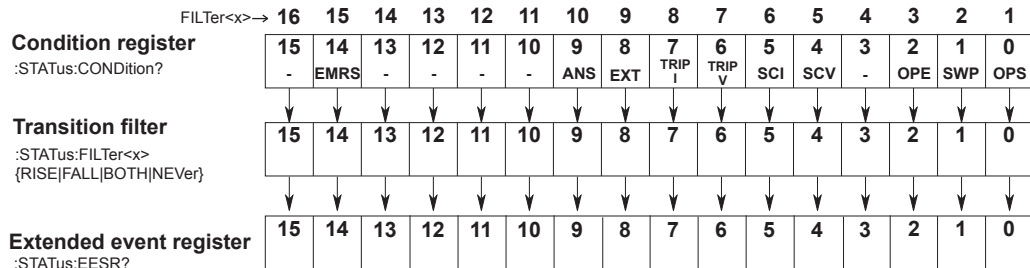 FILTer<x>→ 16 15 14 13 12 11 10 9 8 7 6 5 4 3 2 1
Condition register
:STATus:CONDition?
15 14 13 12 11 10 9 8 7 6 5 4 3 2 1 0
- EMRS - - - - ANS EXT TRIP I TRIP V SCI SCV - OPE SWP OPS
Transition filter
:STATus:FILTer<x>
{RISE|FALL|BOTH|NEVer}
15 14 13 12 11 10 9 8 7 6 5 4 3 2 1 0
Extended event register
:STATus:EESR?
15 14 13 12 11 10 9 8 7 6 5 4 3 2 1 0